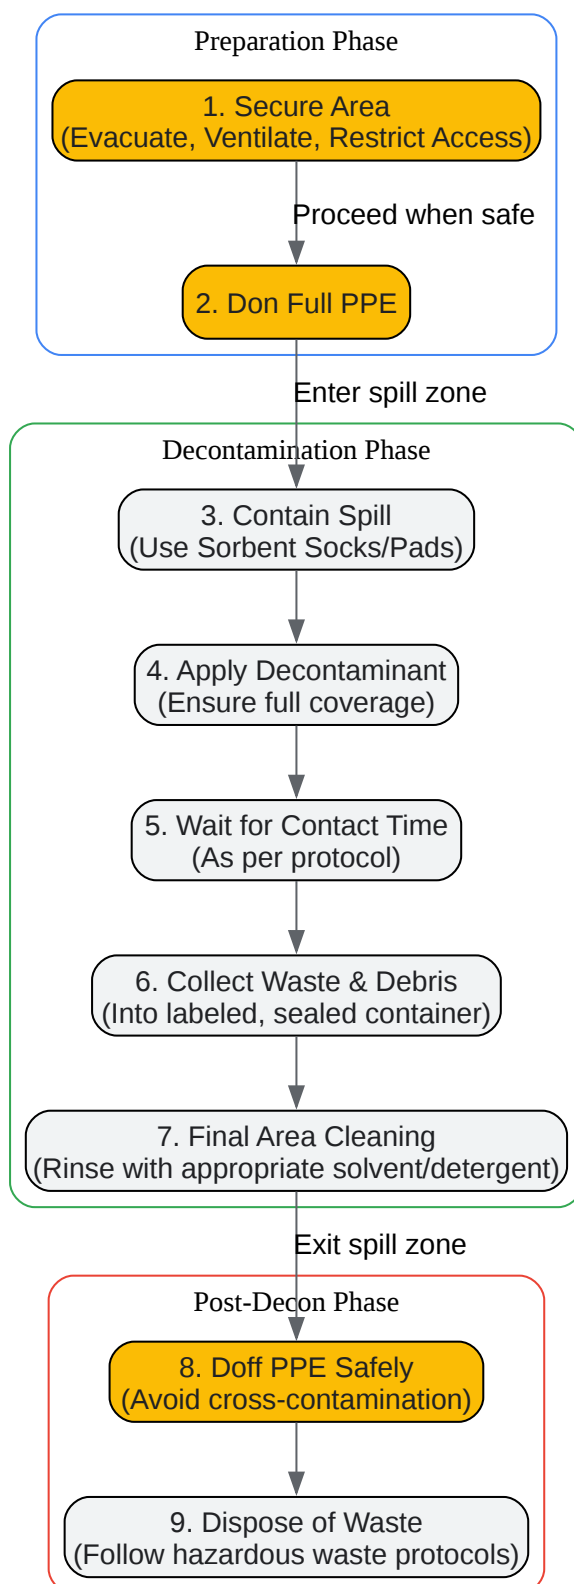 Preparation Phase
1. Secure Area
(Evacuate, Ventilate, Restrict Access)
Proceed when safe
2. Don Full PPE
Enter spill zone
Decontamination Phase
3. Contain Spill
(Use Sorbent Socks/Pads)
4. Apply Decontaminant
(Ensure full coverage)
5. Wait for Contact Time
(As per protocol)
6. Collect Waste & Debris
(Into labeled, sealed container)
7. Final Area Cleaning
(Rinse with appropriate solvent/detergent)
Exit spill zone
Post-Decon Phase
8. Doff PPE Safely
(Avoid cross-contamination)
9. Dispose of Waste
(Follow hazardous waste protocols)